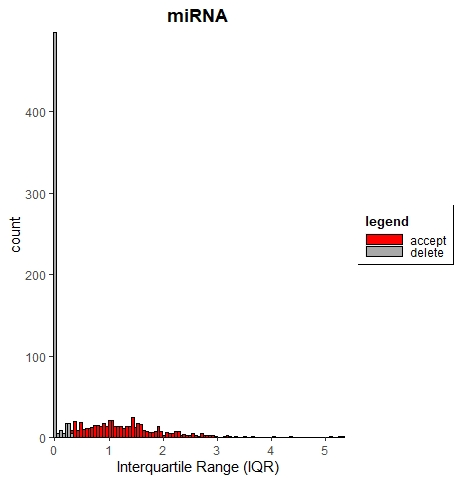 miRNA
count
400
300
200
100
0
0 1 2 3 4 5
Interquartile Range (IQR)
legend
accept
delete